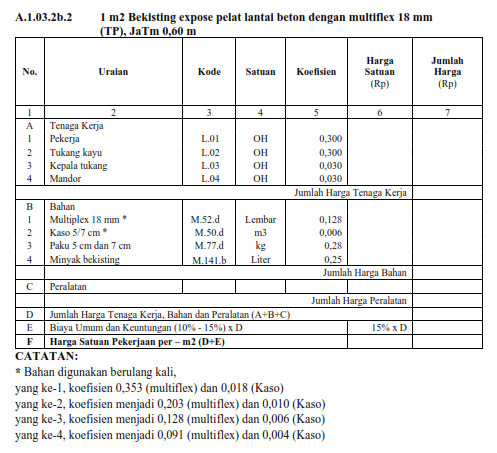 A.1.03.2b.2 1 m2 Bekisting expose pelat lantai beton dengan multiflex 18 mm
(TP), JaTm 0,60 m
No. Uraian Kode Satuan Koefisien Harga Satuan (Rp) Jumlah Harga (Rp)
1 2 3 4 5 6 7
A Tenaga Kerja
1 Pekerja L.01 OH 0,300
2 Tukang kayu L.02 OH 0,300
3 Kepala tukang L.03 OH 0,030
4 Mandor L.04 OH 0,030
Jumlah Harga Tenaga Kerja
B Bahan
1 Multiplex 18 mm * M.52.d Lembar 0,128
2 Kaso 5/7 cm * M.50.d m3 0,006
3 Paku 5 cm dan 7 cm M.77.d kg 0,28
4 Minyak bekisting M.141.b Liter 0,25
Jumlah Harga Bahan
C Peralatan
Jumlah Harga Peralatan
D Jumlah Harga Tenaga Kerja, Bahan dan Peralatan (A+B+C)
E Biaya Umum dan Keuntungan (10% - 15%) x D 15% x D
F Harga Satuan Pekerjaan per – m2 (D+E)
CATATAN:
* Bahan digunakan berulang kali,
yang ke-1, koefisien 0,353 (multiflex) dan 0,018 (Kaso)
yang ke-2, koefisien menjadi 0,203 (multiflex) dan 0,010 (Kaso)
yang ke-3, koefisien menjadi 0,128 (multiflex) dan 0,006 (Kaso)
yang ke-4, koefisien menjadi 0,091 (multiflex) dan 0,004 (Kaso)